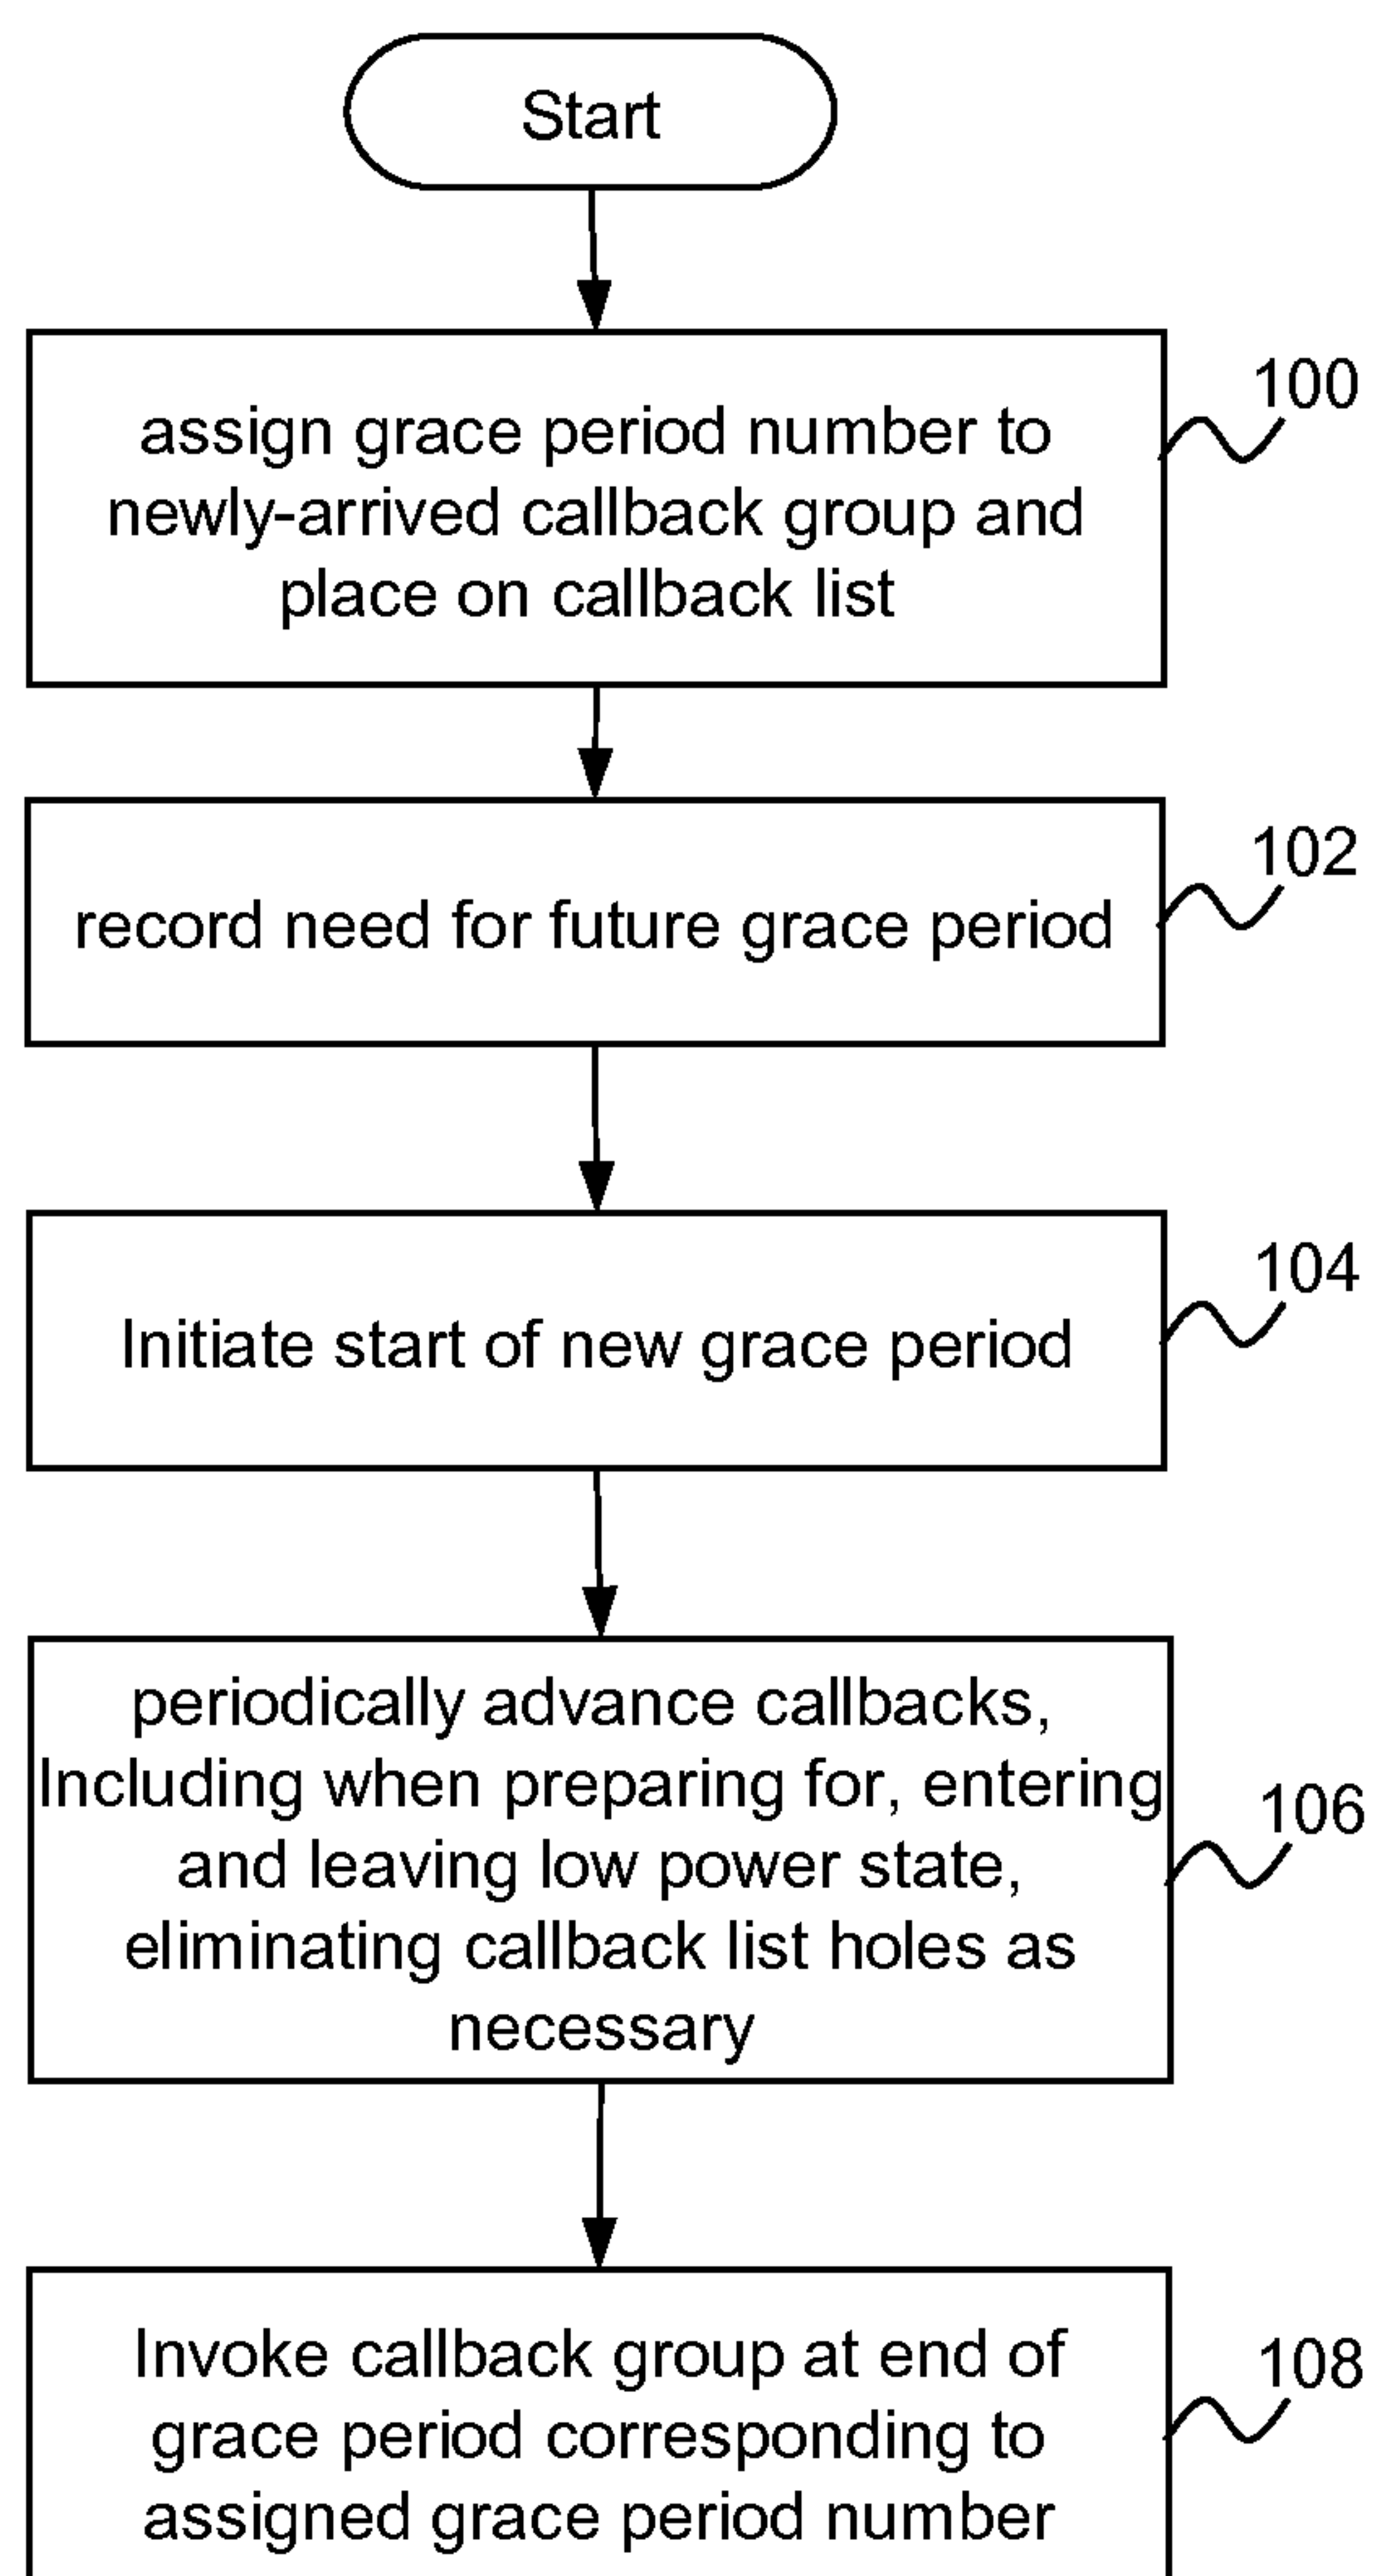 Start
100
assign grace period number to
newly-arrived callback group and
place on callback list
102
record need for future grace period
104
Initiate start of new grace period
periodically advance callbacks,
Including when preparing for, entering
106
and leaving low power state,
eliminating callback list holes as
necessary
Invoke callback group at end of
108
grace period corresponding to
assigned grace period number